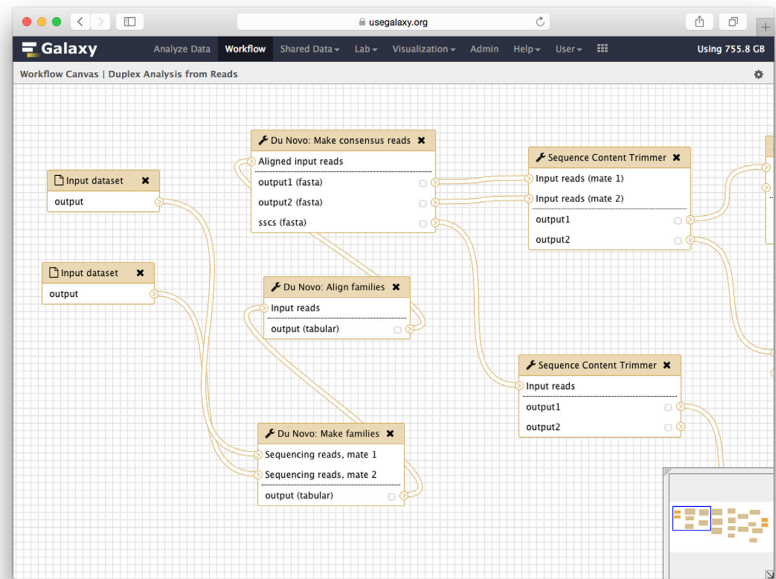 usegalaxy.org
Galaxy
Analyze Data Workflow Shared Data Lab Visualization Admin Help User
Using 755.8 GB
Workflow Canvas | Duplex Analysis from Reads
Input dataset
output
Input dataset
output
Du Novo: Make consensus reads
Aligned input reads
output1 (fasta)
output2 (fasta)
sscs (fasta)
Du Novo: Align families
Input reads
output (tabular)
Du Novo: Make families
Sequencing reads, mate 1
Sequencing reads, mate 2
output (tabular)
Sequence Content Trimmer
Input reads (mate 1)
Input reads (mate 2)
output1
output2
Sequence Content Trimmer
Input reads
output1
output2